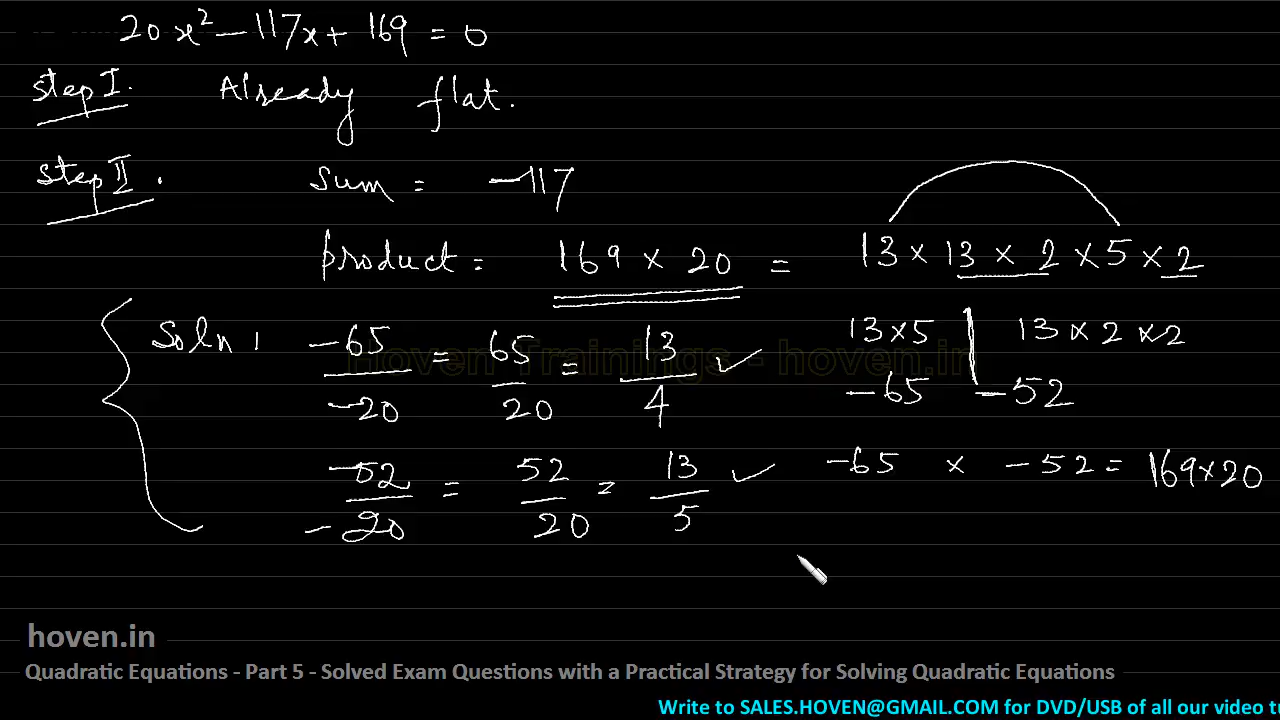 20x² - 117x + 169 = 0
Step I. Already flat.
Step II. Sum = -117
product = 169 × 20 = 13 × 13 × 2 × 5 × 2
Soln : -65/-20 = 65/20 = 13/4 ✓
13×5 | 13×2×2
-65 | -52
-52/-20 = 52/20 = 13/5 ✓
-65 × -52 = 169×20
Hoven Trainings - hoven.in
hoven.in
Quadratic Equations - Part 5 - Solved Exam Questions with a Practical Strategy for Solving Quadratic Equations
Write to SALES.HOVEN@GMAIL.COM for DVD/USB of all our video t